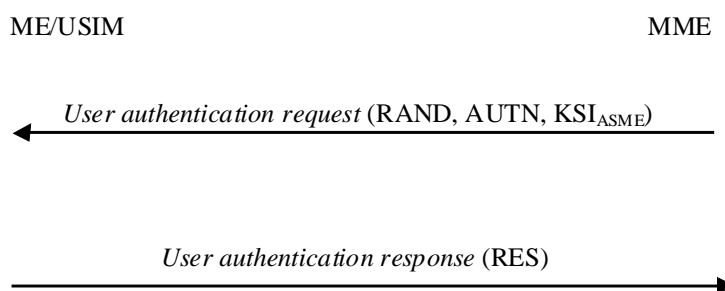 ME/USIM MME
User authentication request (RAND, AUTN, KSIASME)
User authentication response (RES)